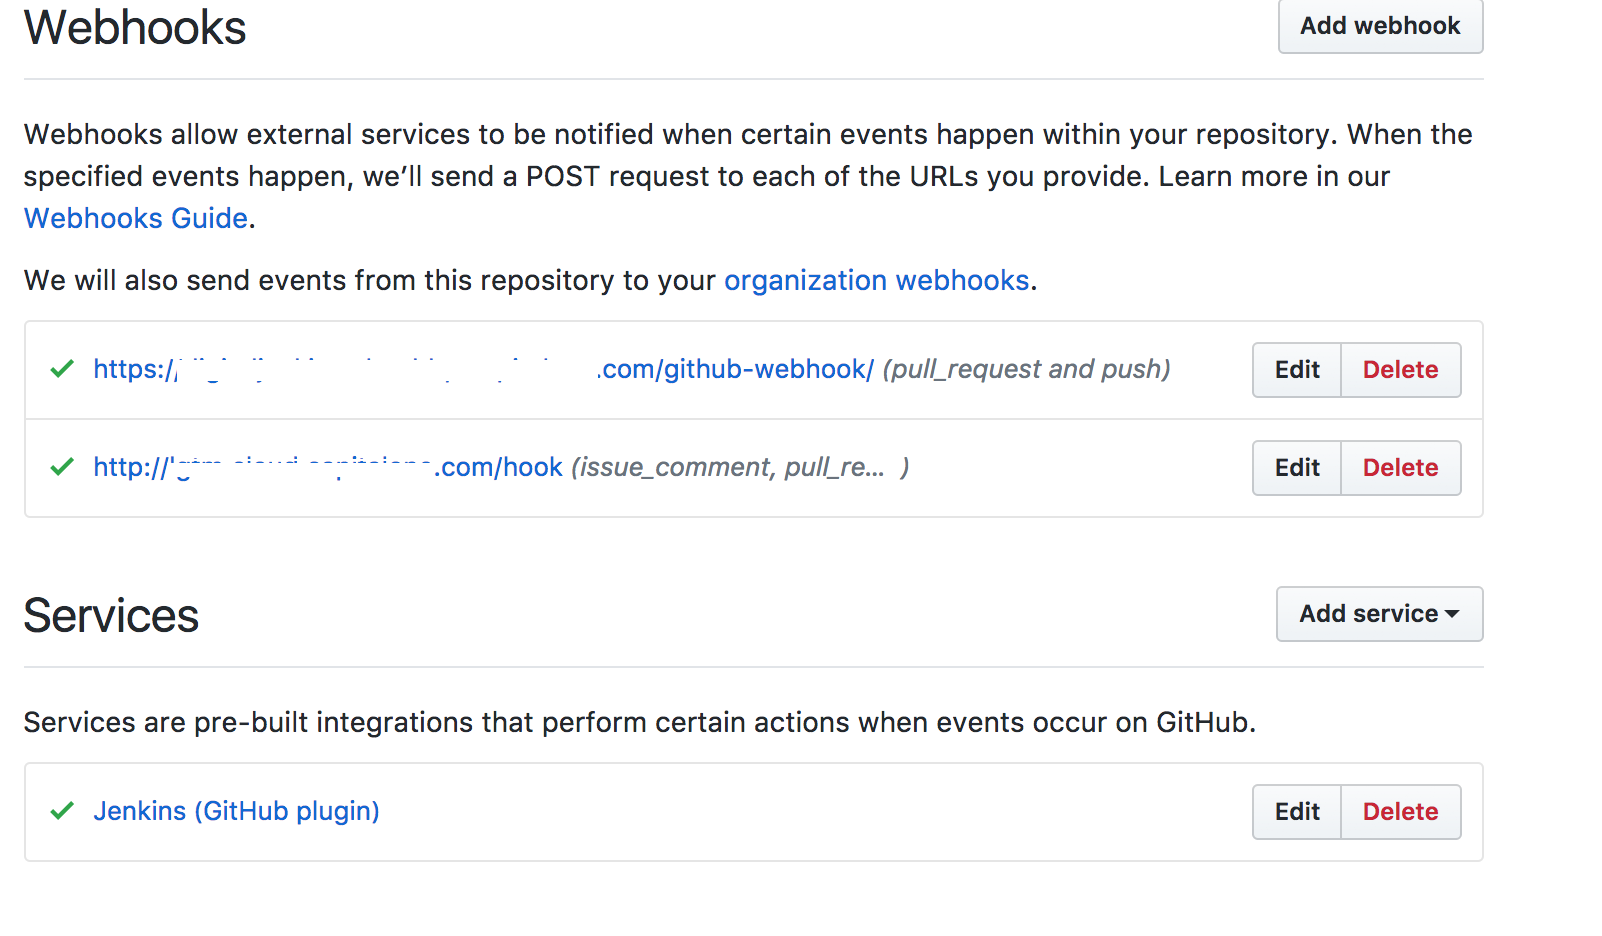 Webhooks
Add webhook
Webhooks allow external services to be notified when certain events happen within your repository. When the
specified events happen, we’ll send a POST request to each of the URLs you provide. Learn more in our
Webhooks Guide.
We will also send events from this repository to your organization webhooks.
https:// .com/github-webhook/ (pull_request and push)
Edit Delete
http:// .com/hook (issue_comment, pull_re... )
Edit Delete
Services
Add service
Services are pre-built integrations that perform certain actions when events occur on GitHub.
Jenkins (GitHub plugin)
Edit Delete